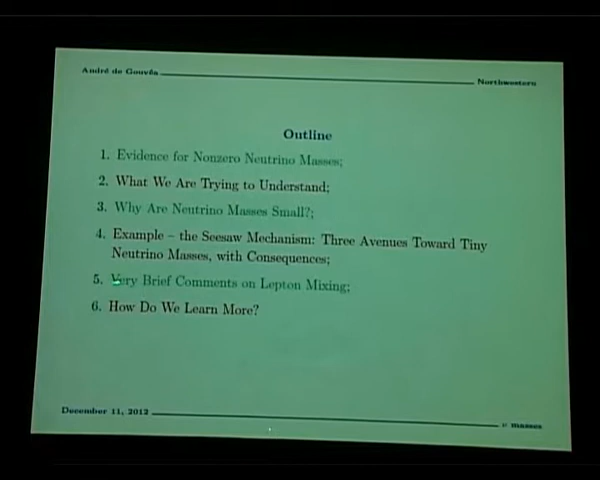 André de Gouvêa
Northwestern
Outline
1. Evidence for Nonzero Neutrino Masses;
2. What We Are Trying to Understand;
3. Why Are Neutrino Masses Small?;
4. Example – the Seesaw Mechanism: Three Avenues Toward Tiny
Neutrino Masses, with Consequences;
5. Very Brief Comments on Lepton Mixing;
6. How Do We Learn More?
December 11, 2012
ν masses